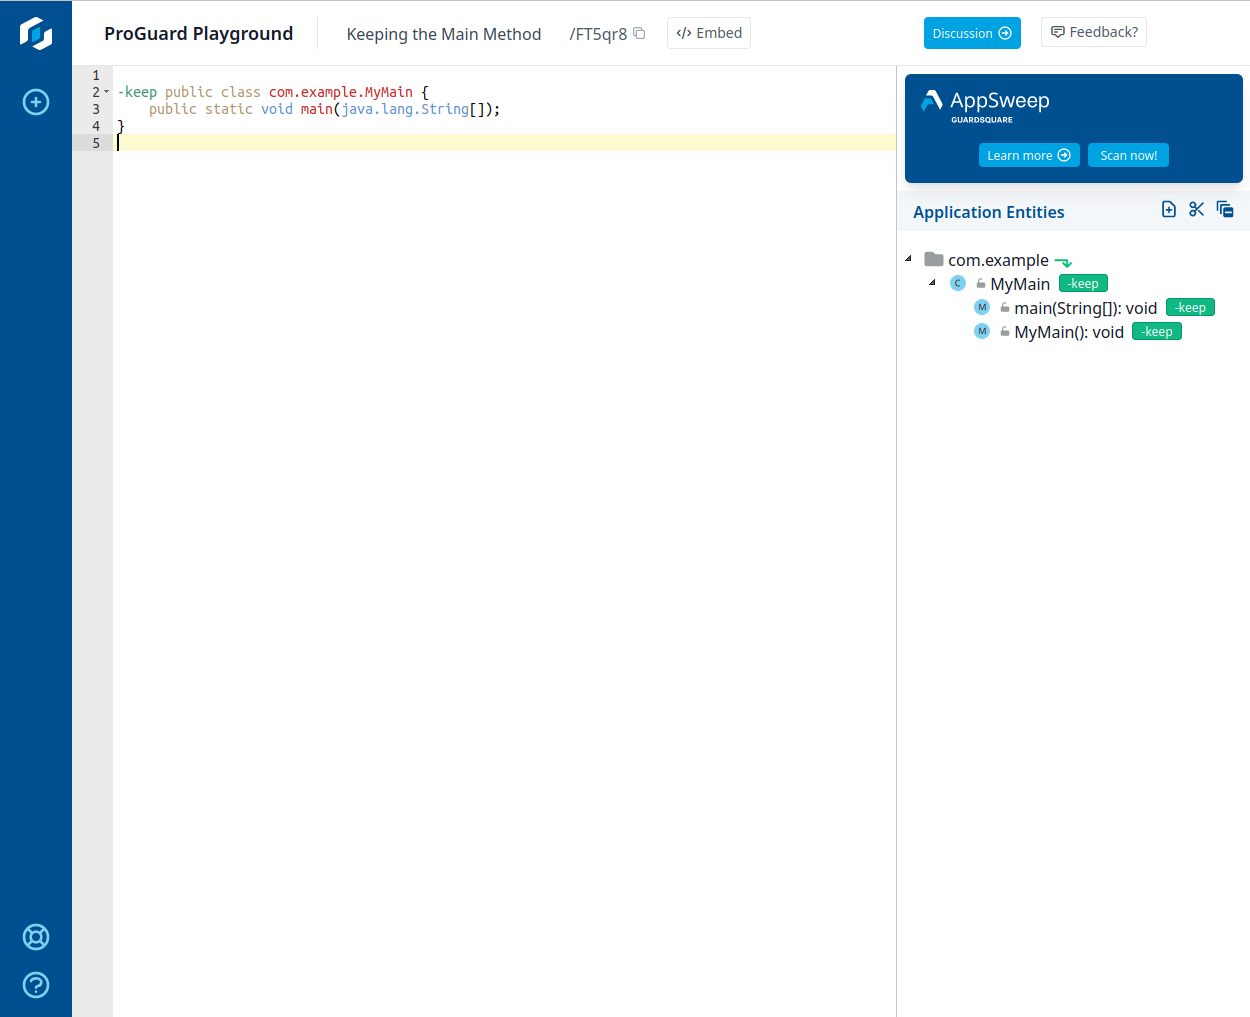 ProGuard Playground
Keeping the Main Method
/FT5qr8
</> Embed
Discussion
Feedback?
1
2 -keep public class com.example.MyMain {
3     public static void main(java.lang.String[]);
4 }
5
AppSweep
GUARDSQUARE
Learn more
Scan now!
Application Entities
com.example
C MyMain -keep
M main(String[]): void -keep
M MyMain(): void -keep